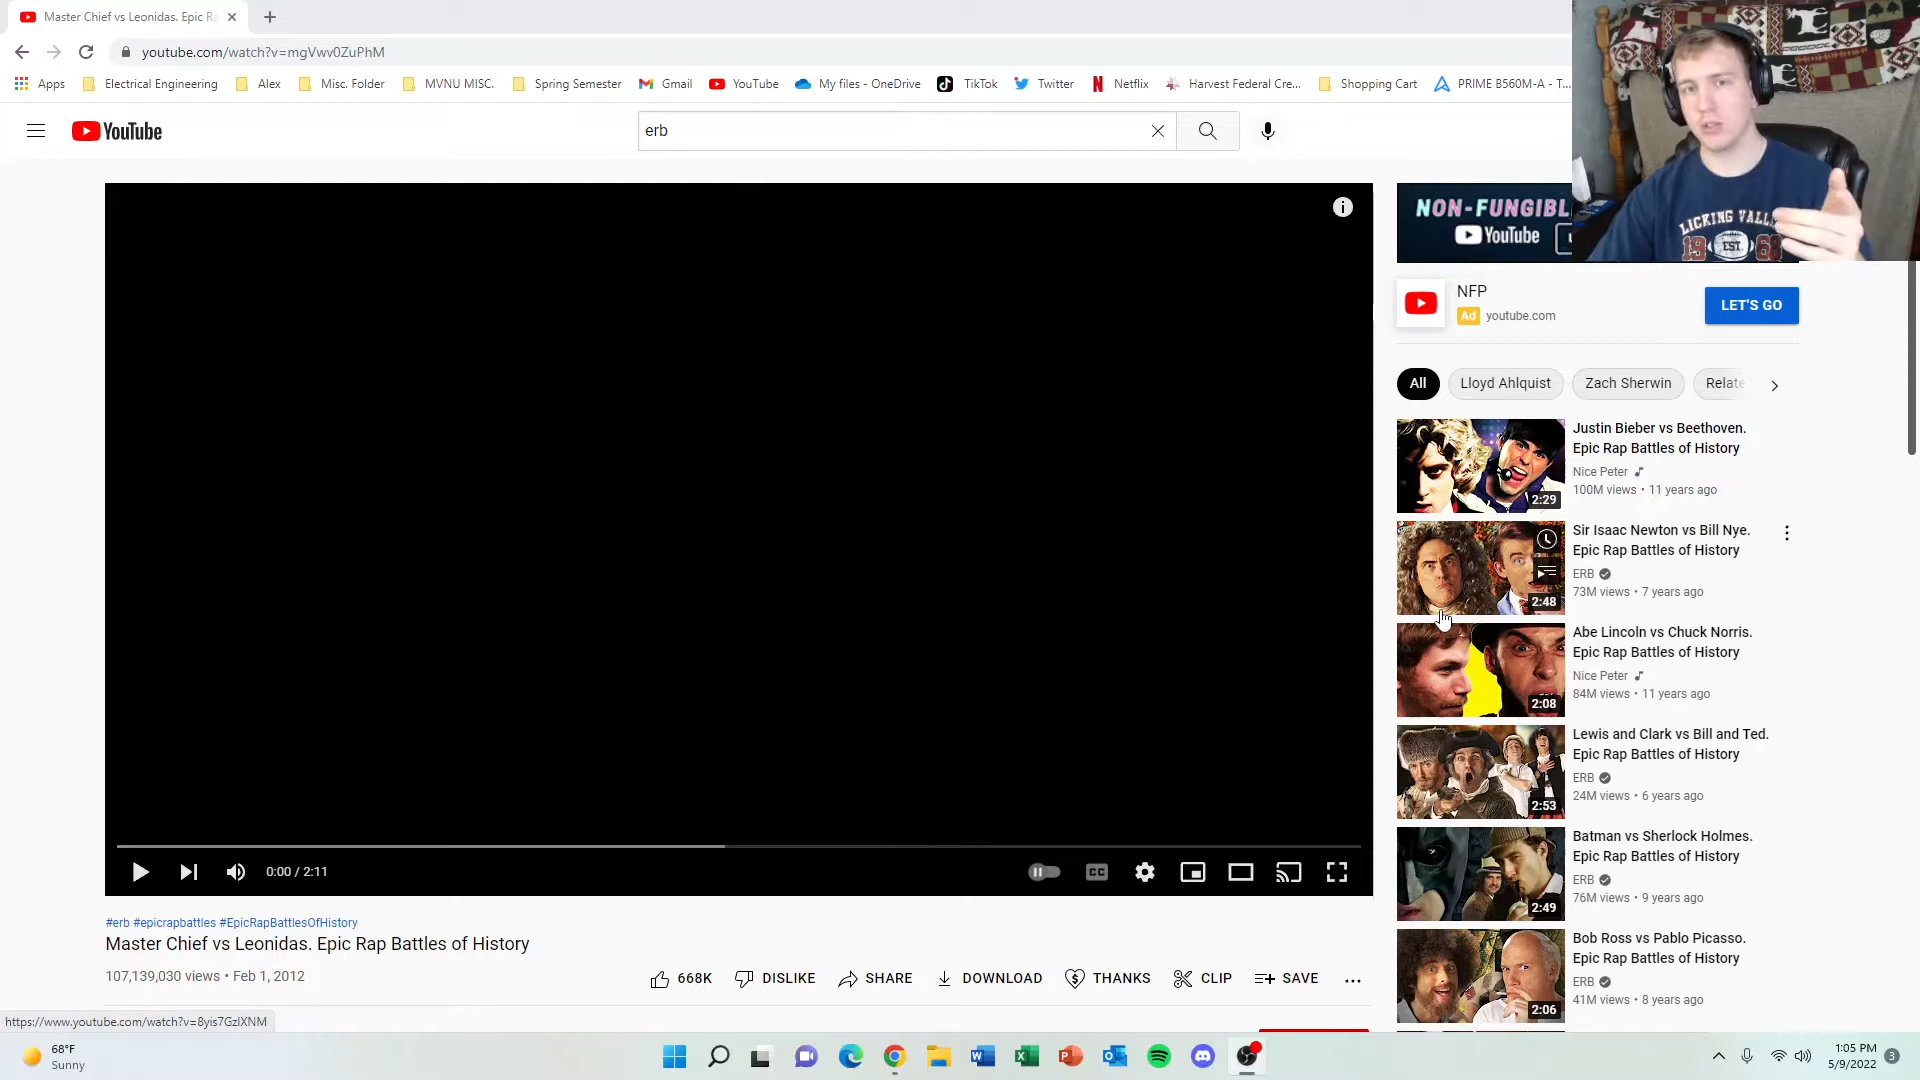 Master Chief vs Leonidas. Epic Ra
youtube.com/watch?v=mgVwv0ZuPhM
Apps
Electrical Engineering
Alex
Misc. Folder
MVNU MISC.
Spring Semester
Gmail
YouTube
My files - OneDrive
TikTok
Twitter
Netflix
Harvest Federal Cre...
Shopping Cart
PRIME B560M-A - T...
YouTube
erb
LICKING VALL
19 EST. 68
NON-FUNGIBL
YouTube
NFP
Ad youtube.com
LET'S GO
All
Lloyd Ahlquist
Zach Sherwin
Relate
Justin Bieber vs Beethoven.
Epic Rap Battles of History
Nice Peter
100M views • 11 years ago
2:29
Sir Isaac Newton vs Bill Nye.
Epic Rap Battles of History
ERB
73M views • 7 years ago
2:48
Abe Lincoln vs Chuck Norris.
Epic Rap Battles of History
Nice Peter
84M views • 11 years ago
2:08
Lewis and Clark vs Bill and Ted.
Epic Rap Battles of History
ERB
24M views • 6 years ago
2:53
Batman vs Sherlock Holmes.
Epic Rap Battles of History
ERB
76M views • 9 years ago
2:49
Bob Ross vs Pablo Picasso.
Epic Rap Battles of History
ERB
41M views • 8 years ago
2:06
0:00 / 2:11
CC
#erb #epicrapbattles #EpicRapBattlesOfHistory
Master Chief vs Leonidas. Epic Rap Battles of History
107,139,030 views • Feb 1, 2012
668K
DISLIKE
SHARE
DOWNLOAD
THANKS
CLIP
SAVE
https://www.youtube.com/watch?v=8yis7GzlXNM
68°F
Sunny
1:05 PM
5/9/2022
3